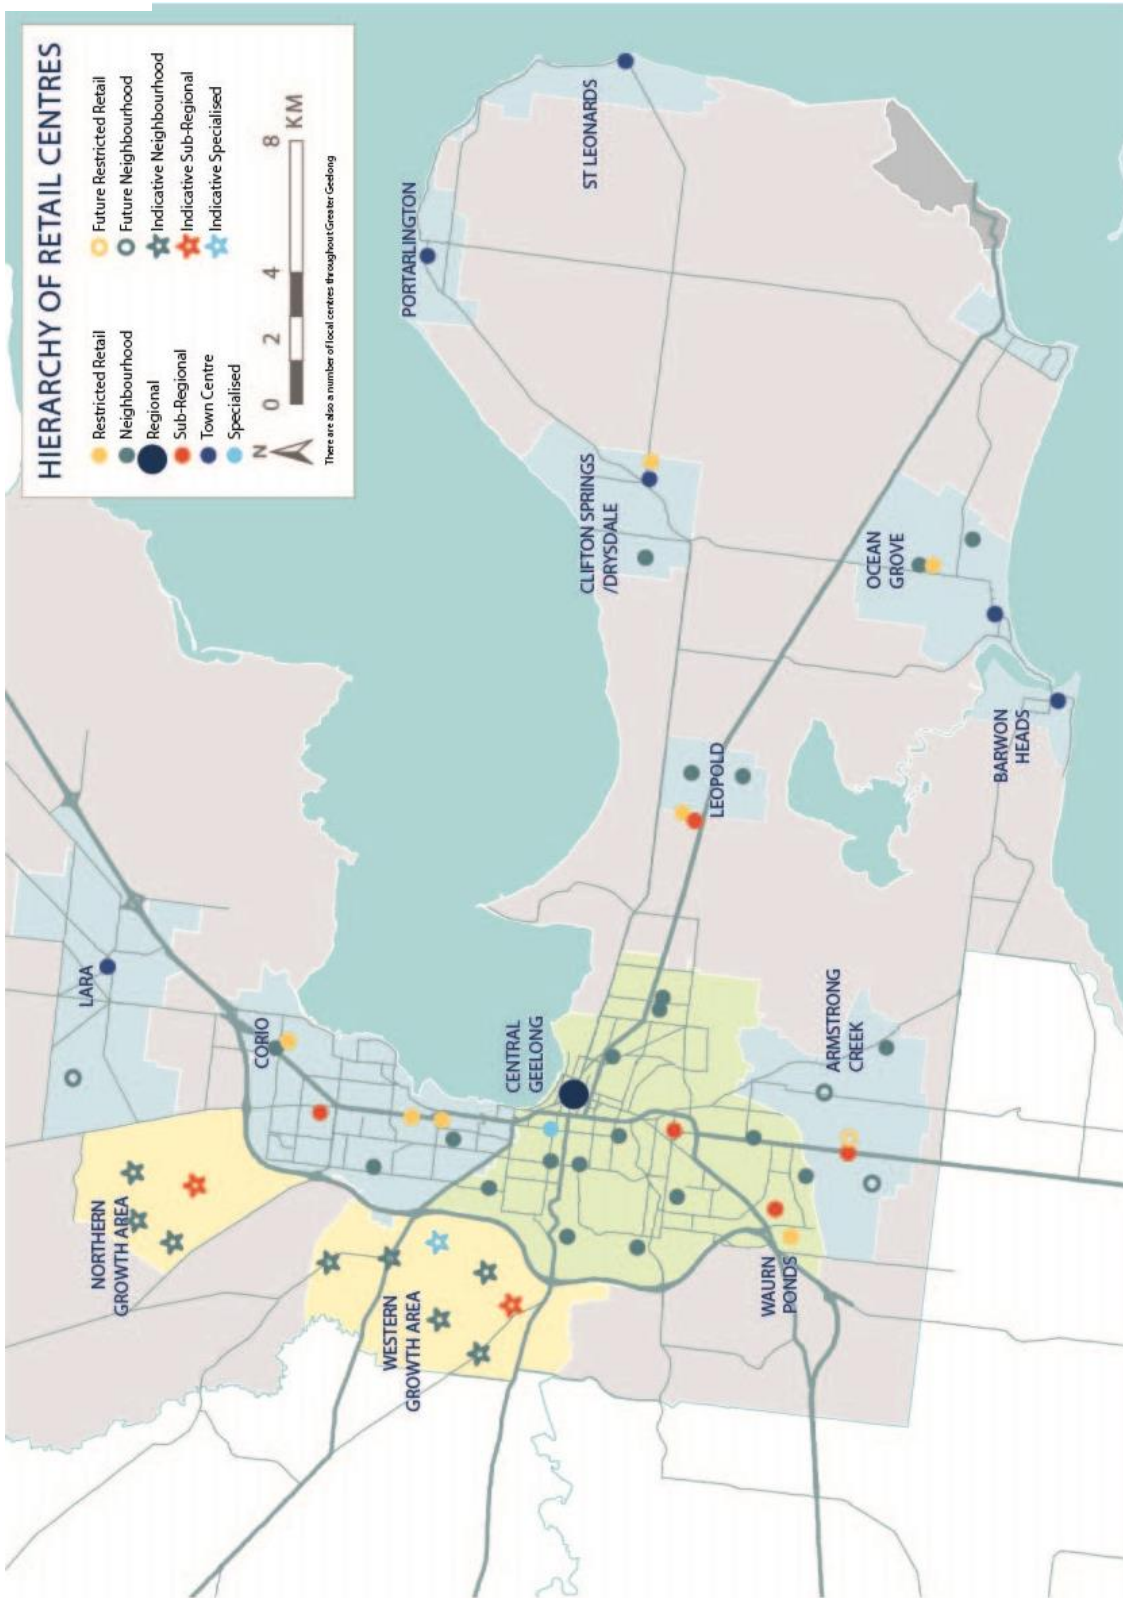 HIERARCHY OF RETAIL CENTRES
Restricted Retail
Neighbourhood
Regional
Sub-Regional
Town Centre
Specialised
Future Restricted Retail
Future Neighbourhood
Indicative Neighbourhood
Indicative Sub-Regional
Indicative Specialised
N
0 2 4 8 KM
There are also a number of local centres throughout Greater Geelong
LARA
CORIO
NORTHERN
GROWTH AREA
WESTERN
GROWTH AREA
CENTRAL
GEELONG
WAURN
PONDS
ARMSTRONG
CREEK
LEOPOLD
BARWON
HEADS
OCEAN
GROVE
CLIFTON SPRINGS
/DRYSDALE
PORTARLINGTON
ST LEONARDS